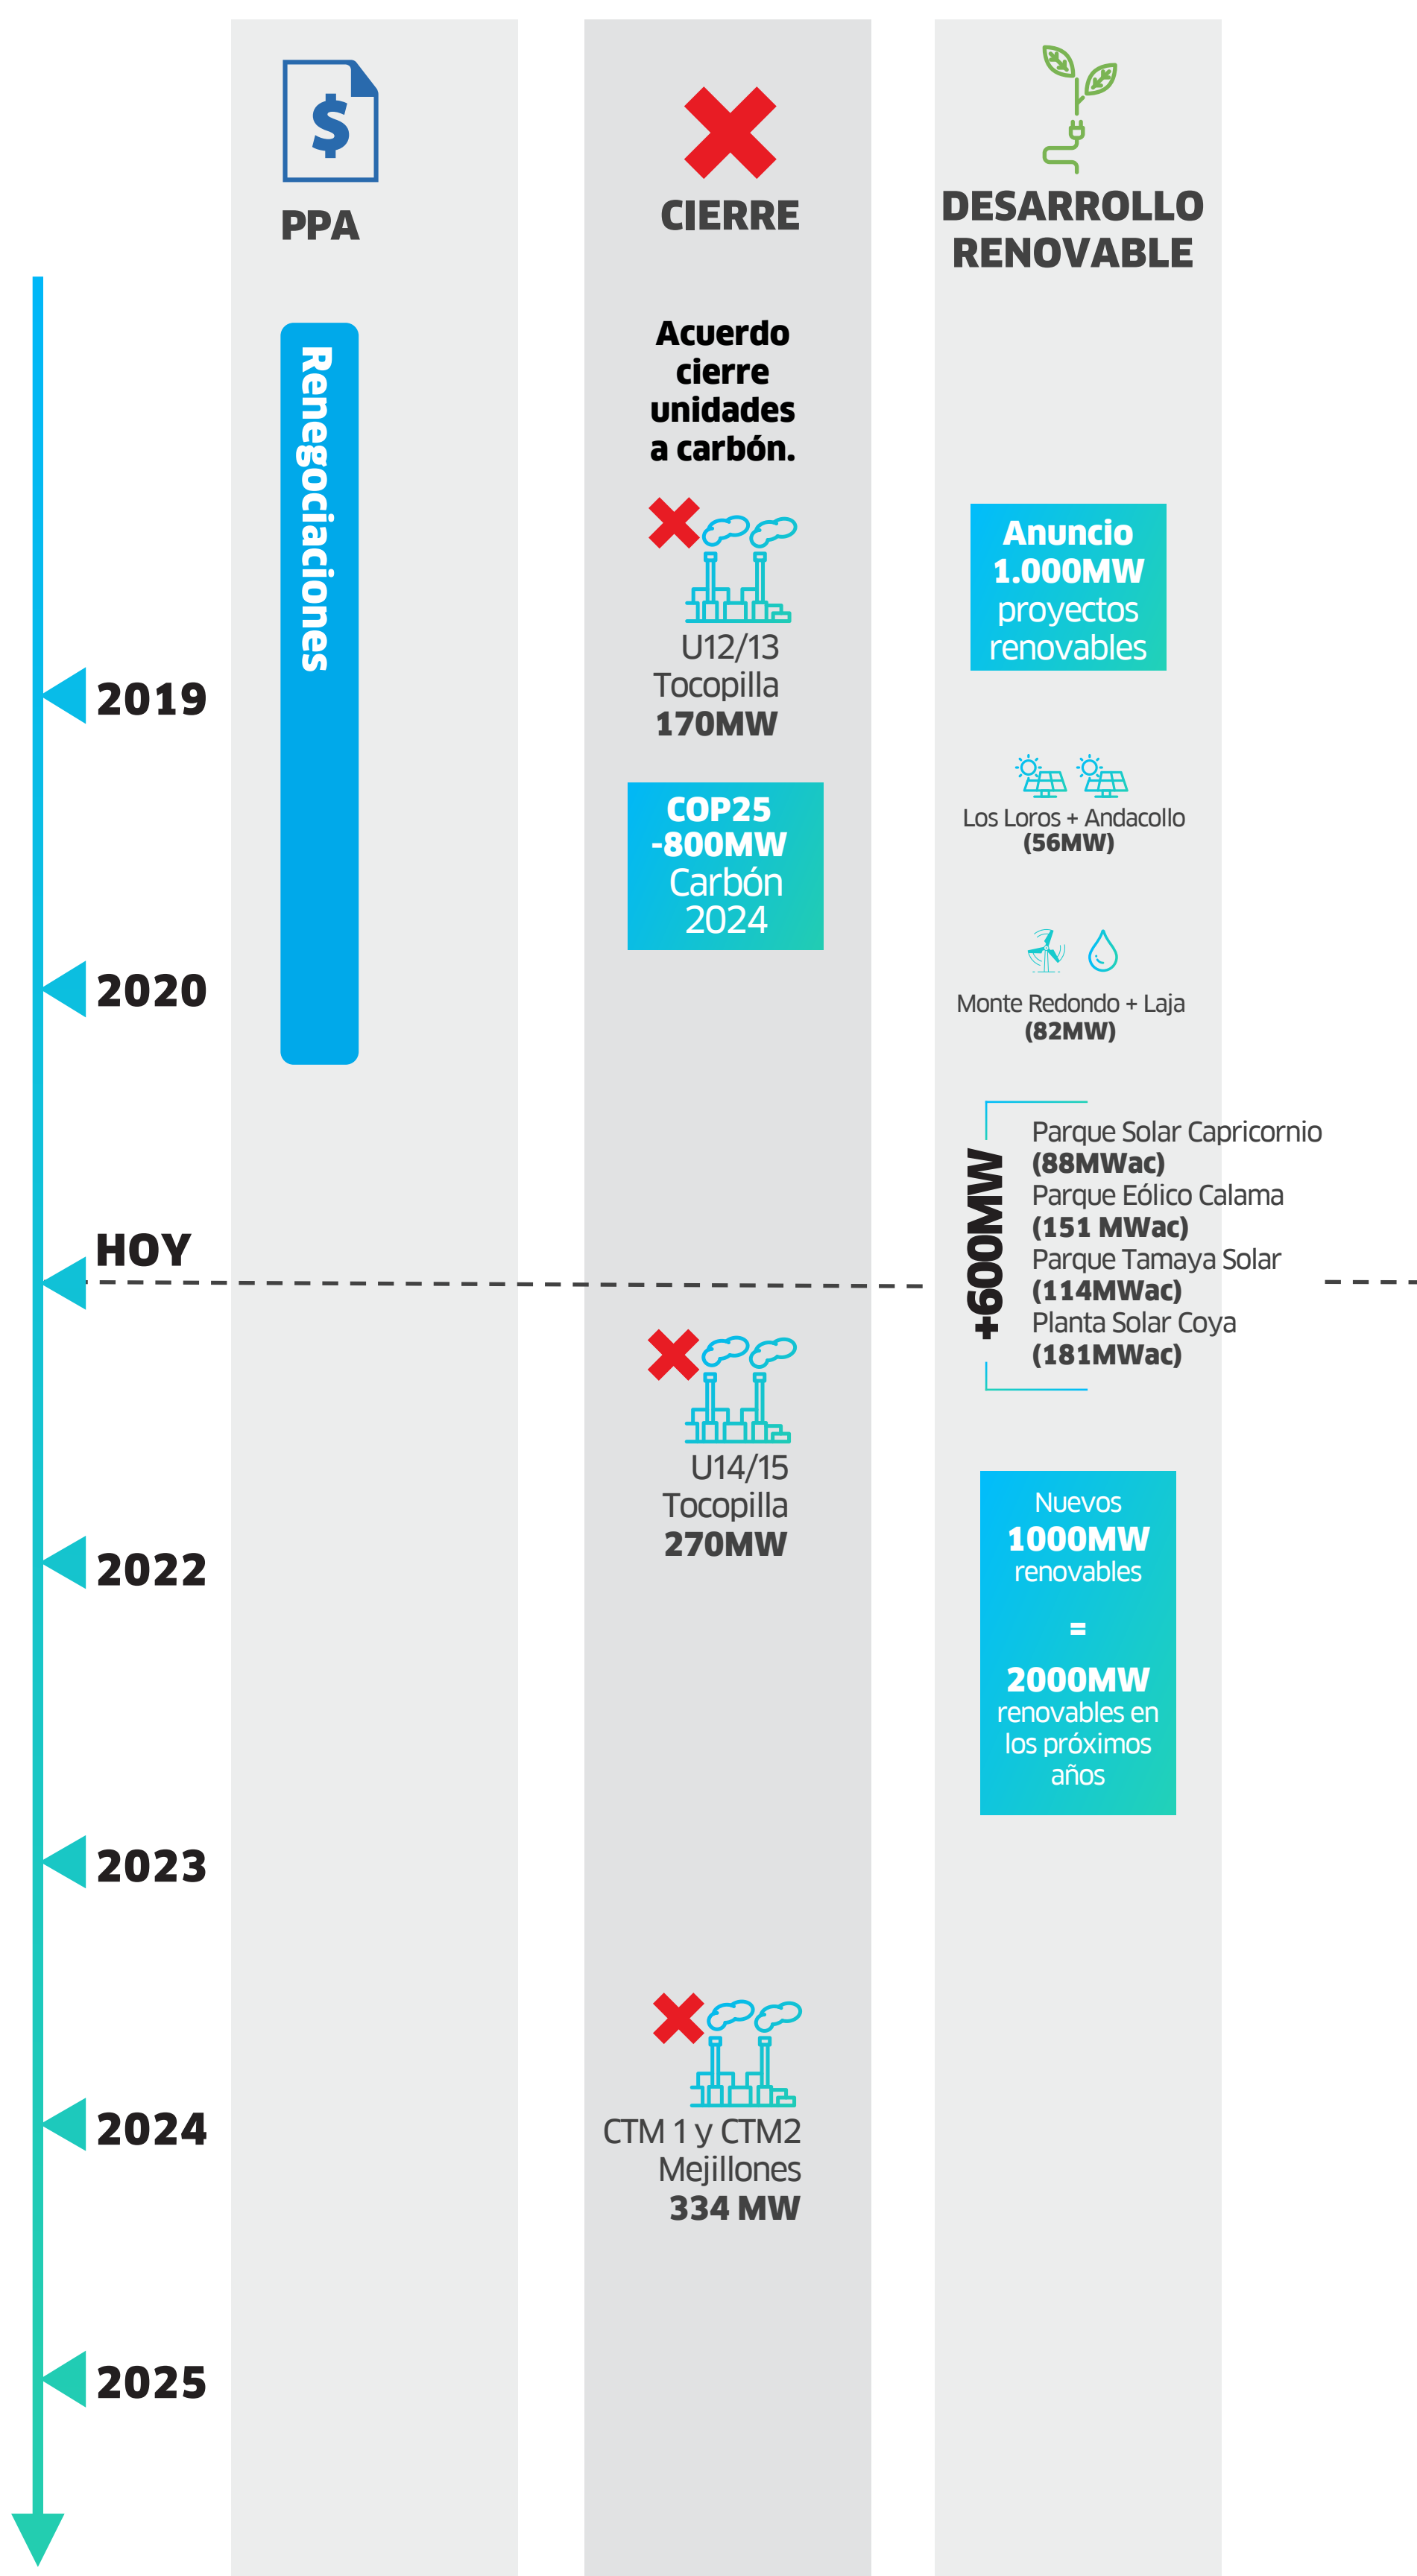 PPA
CIERRE
DESARROLLO
RENOVABLE
Renegociaciones
Acuerdo
cierre
unidades
a carbón.
U12/13
Tocopilla
170MW
Anuncio
1.000MW
proyectos
renovables
2019
COP25
-800MW
Carbón
2024
Los Loros + Andacollo
(56MW)
2020
Monte Redondo + Laja
(82MW)
+600MW
Parque Solar Capricornio
(88MWac)
Parque Eólico Calama
(151 MWac)
Parque Tamaya Solar
(114MWac)
Planta Solar Coya
(181MWac)
HOY
U14/15
Tocopilla
270MW
2022
Nuevos
1000MW
renovables
=
2000MW
renovables en
los próximos
años
2023
CTM 1 y CTM2
Mejillones
334 MW
2024
2025